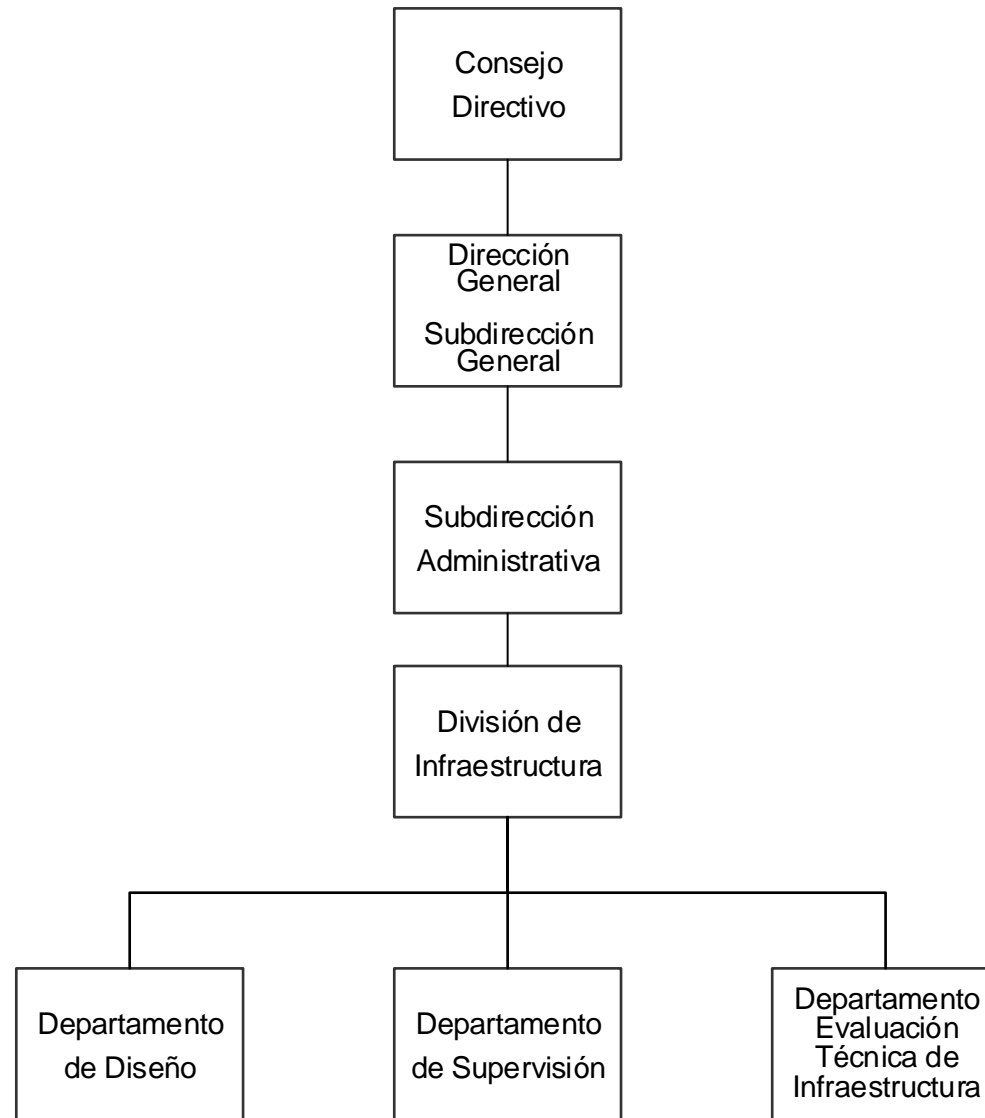 Consejo
Directivo
Dirección
General
Subdirección
General
Subdirección
Administrativa
División de
Infraestructura
Departamento
de Diseño
Departamento
de Supervisión
Departamento
Evaluación
Técnica de
Infraestructura